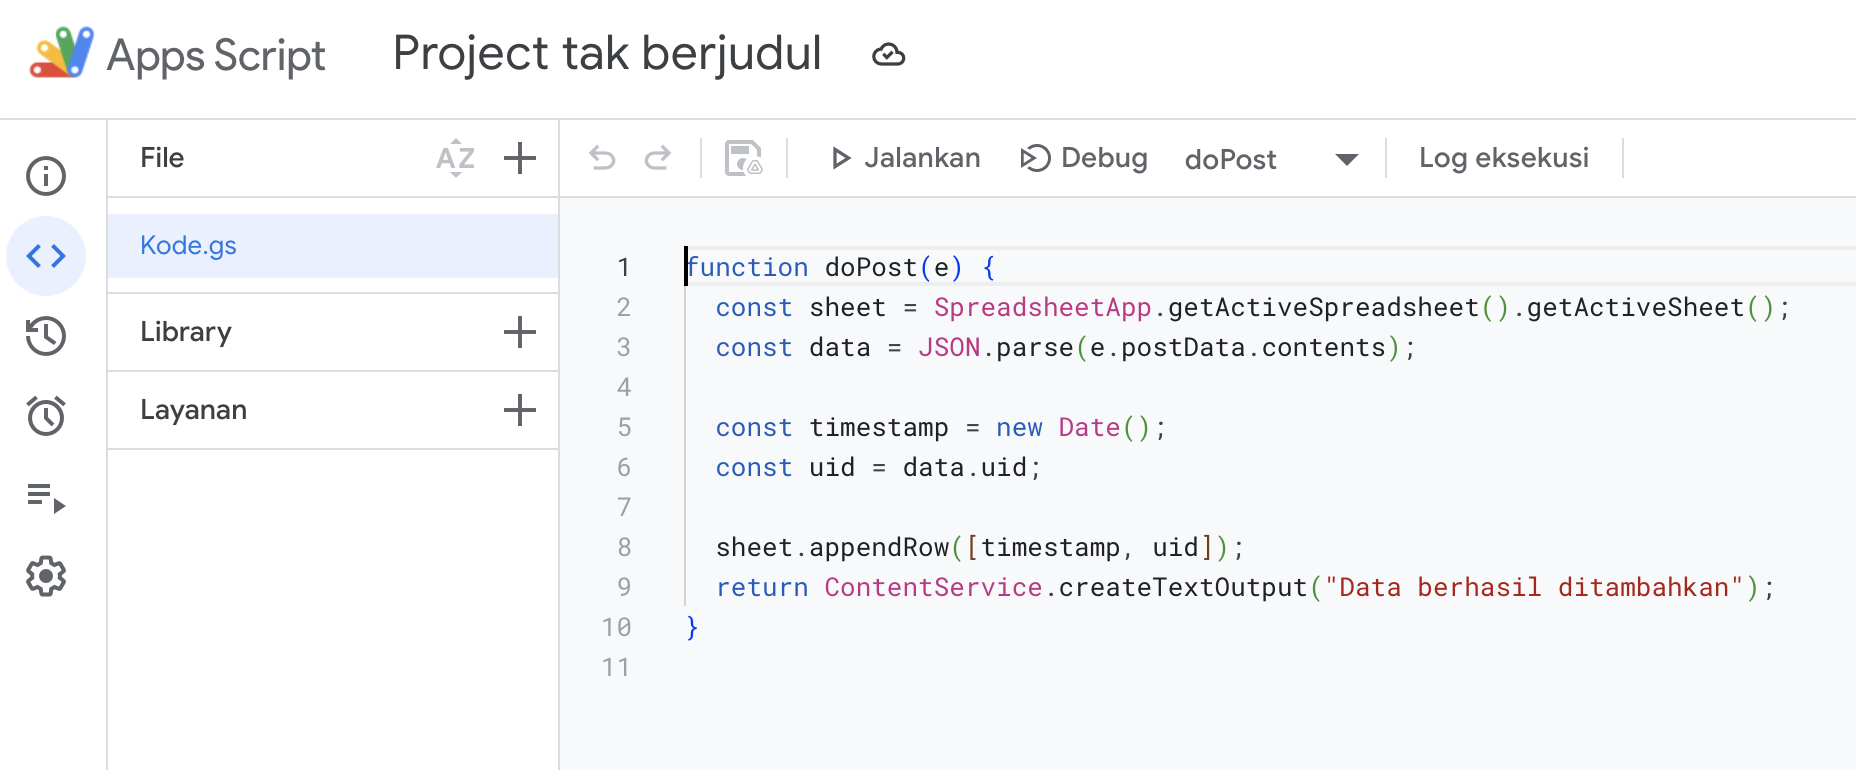 Apps Script Project tak berjudul
File AZ
Jalankan Debug doPost Log eksekusi
Kode.gs
Library
Layanan
1 function doPost(e) {
2 const sheet = SpreadsheetApp.getActiveSpreadsheet().getActiveSheet();
3 const data = JSON.parse(e.postData.contents);
4
5 const timestamp = new Date();
6 const uid = data.uid;
7
8 sheet.appendRow([timestamp, uid]);
9 return ContentService.createTextOutput("Data berhasil ditambahkan");
10 }
11